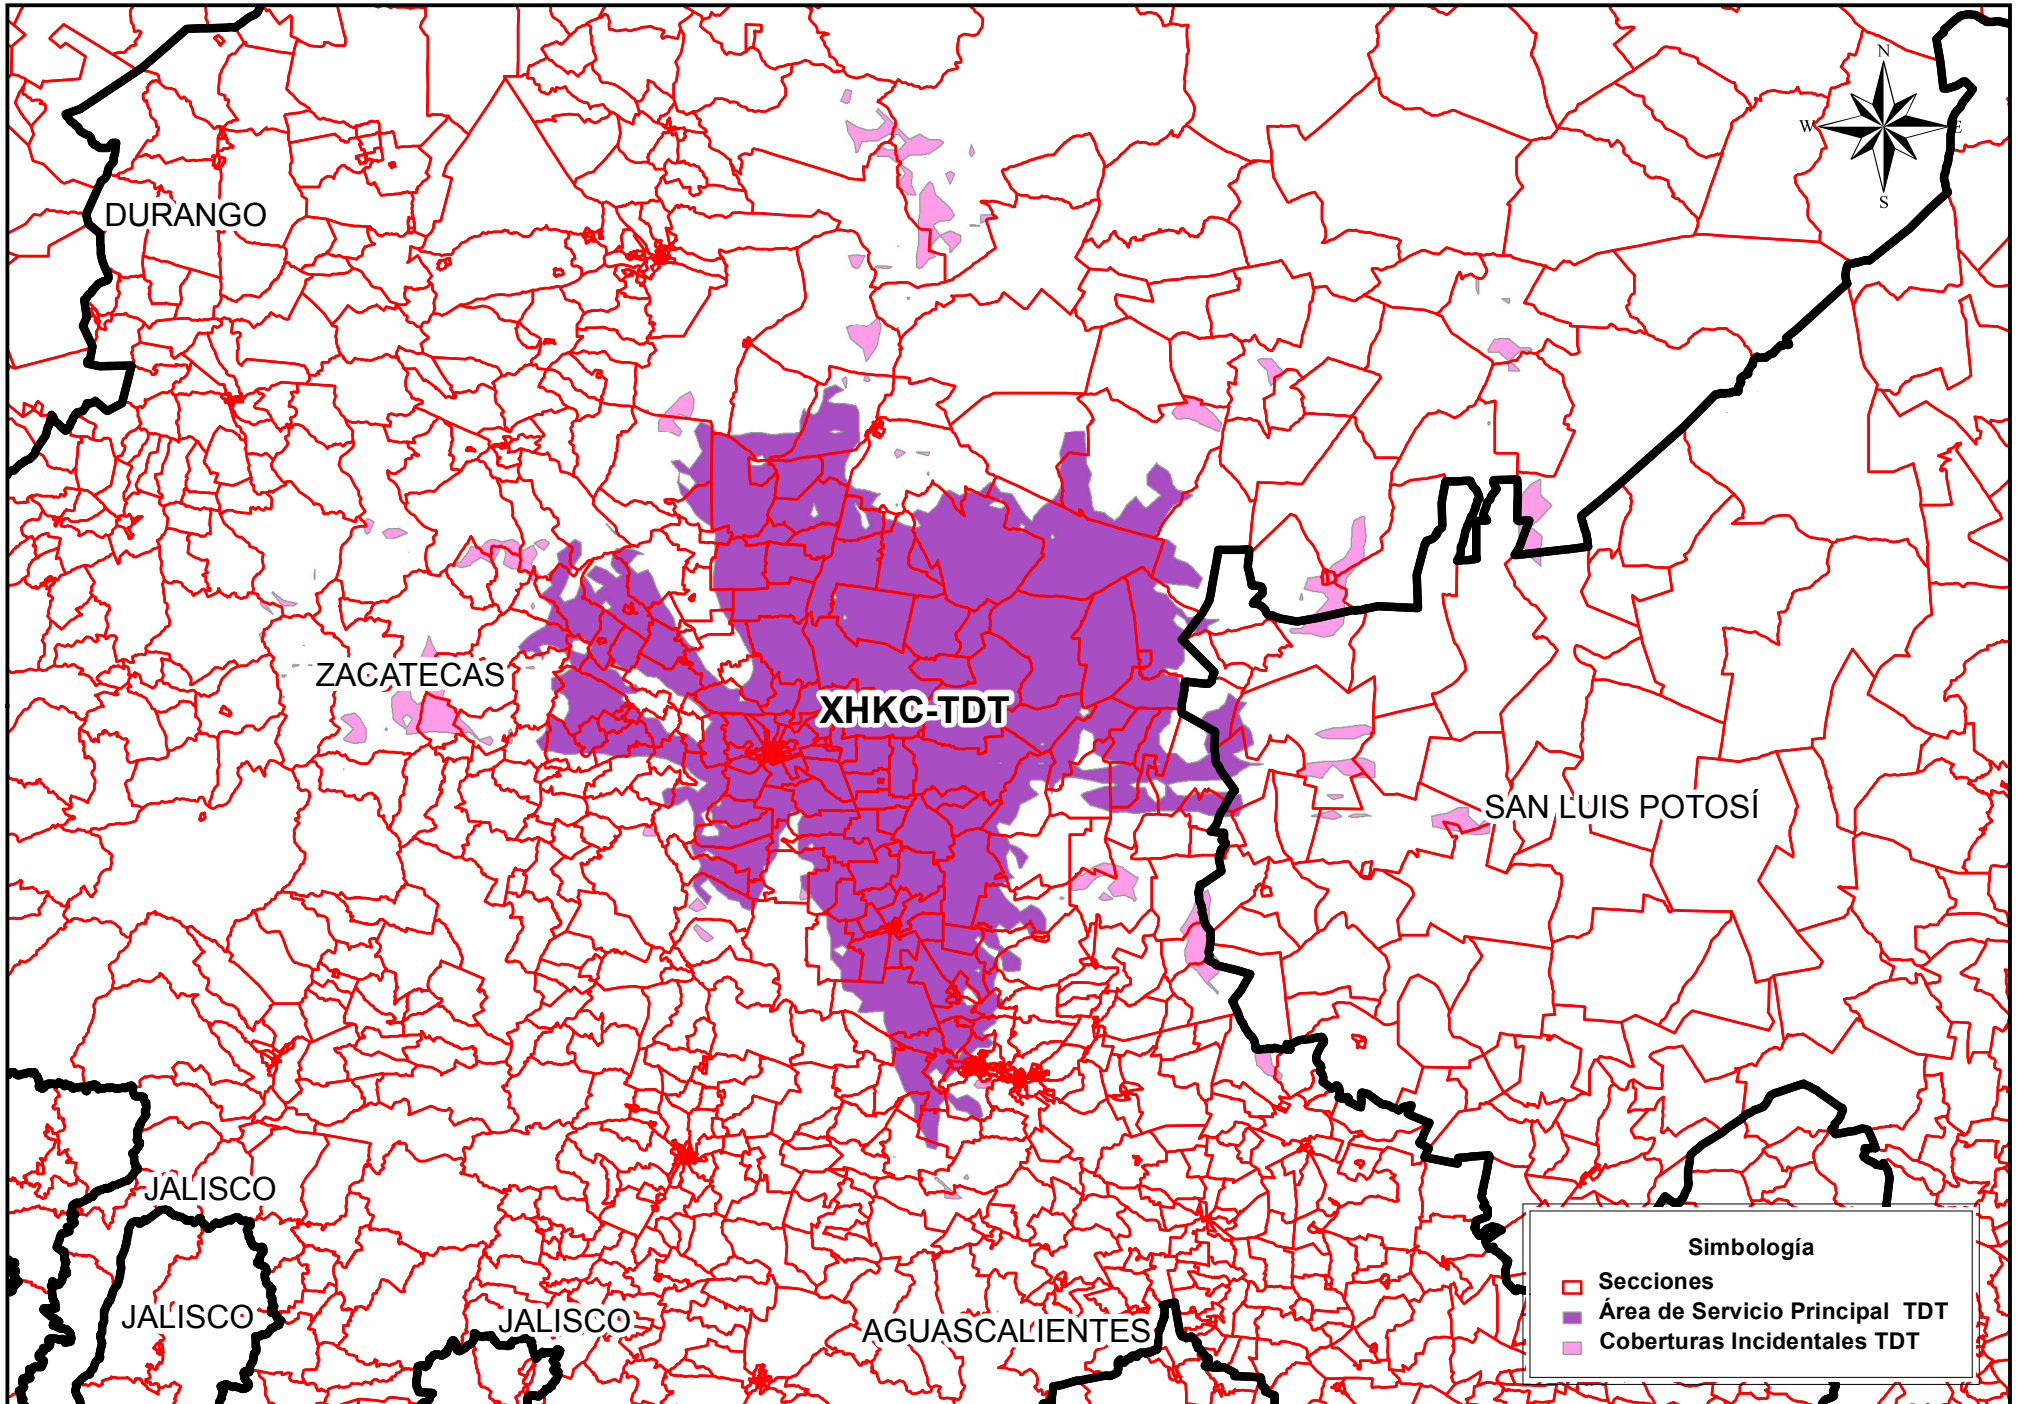 N
W
E
S
DURANGO
ZACATECAS
XHKC-TDT
SAN LUIS POTOSÍ
JALISCO
JALISCO
JALISCO
AGUASCALIENTES
Simbología
Secciones
Área de Servicio Principal TDT
Coberturas Incidentales TDT